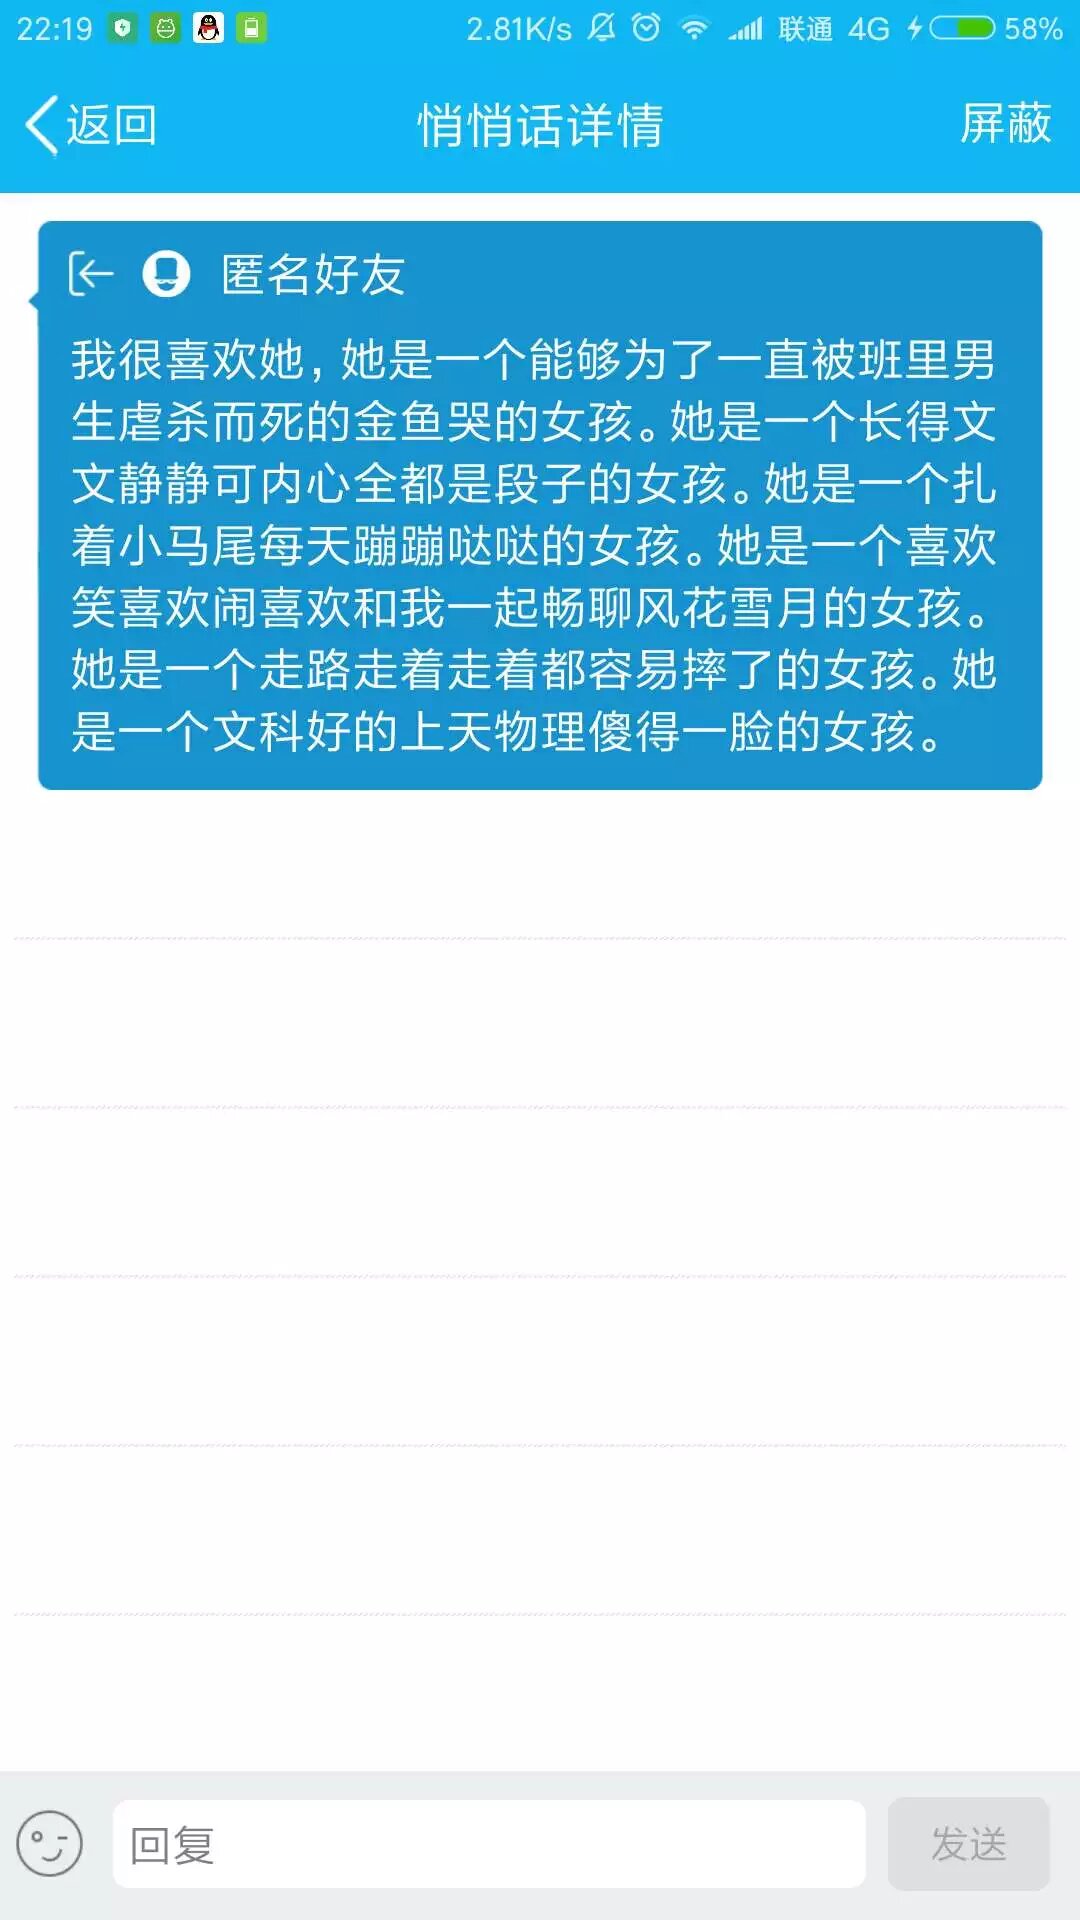 22:19 2.81K/s 联通 4G 58%
返回 悄悄话详情 屏蔽
匿名好友
我很喜欢她，她是一个能够为了一直被班里男
生虐杀而死的金鱼哭的女孩。她是一个长得文
文静静可内心全都是段子的女孩。她是一个扎
着小马尾每天蹦蹦哒哒的女孩。她是一个喜欢
笑喜欢闹喜欢和我一起畅聊风花雪月的女孩。
她是一个走路走着走着都容易摔了的女孩。她
是一个文科好的上天物理傻得一脸的女孩。
回复 发送